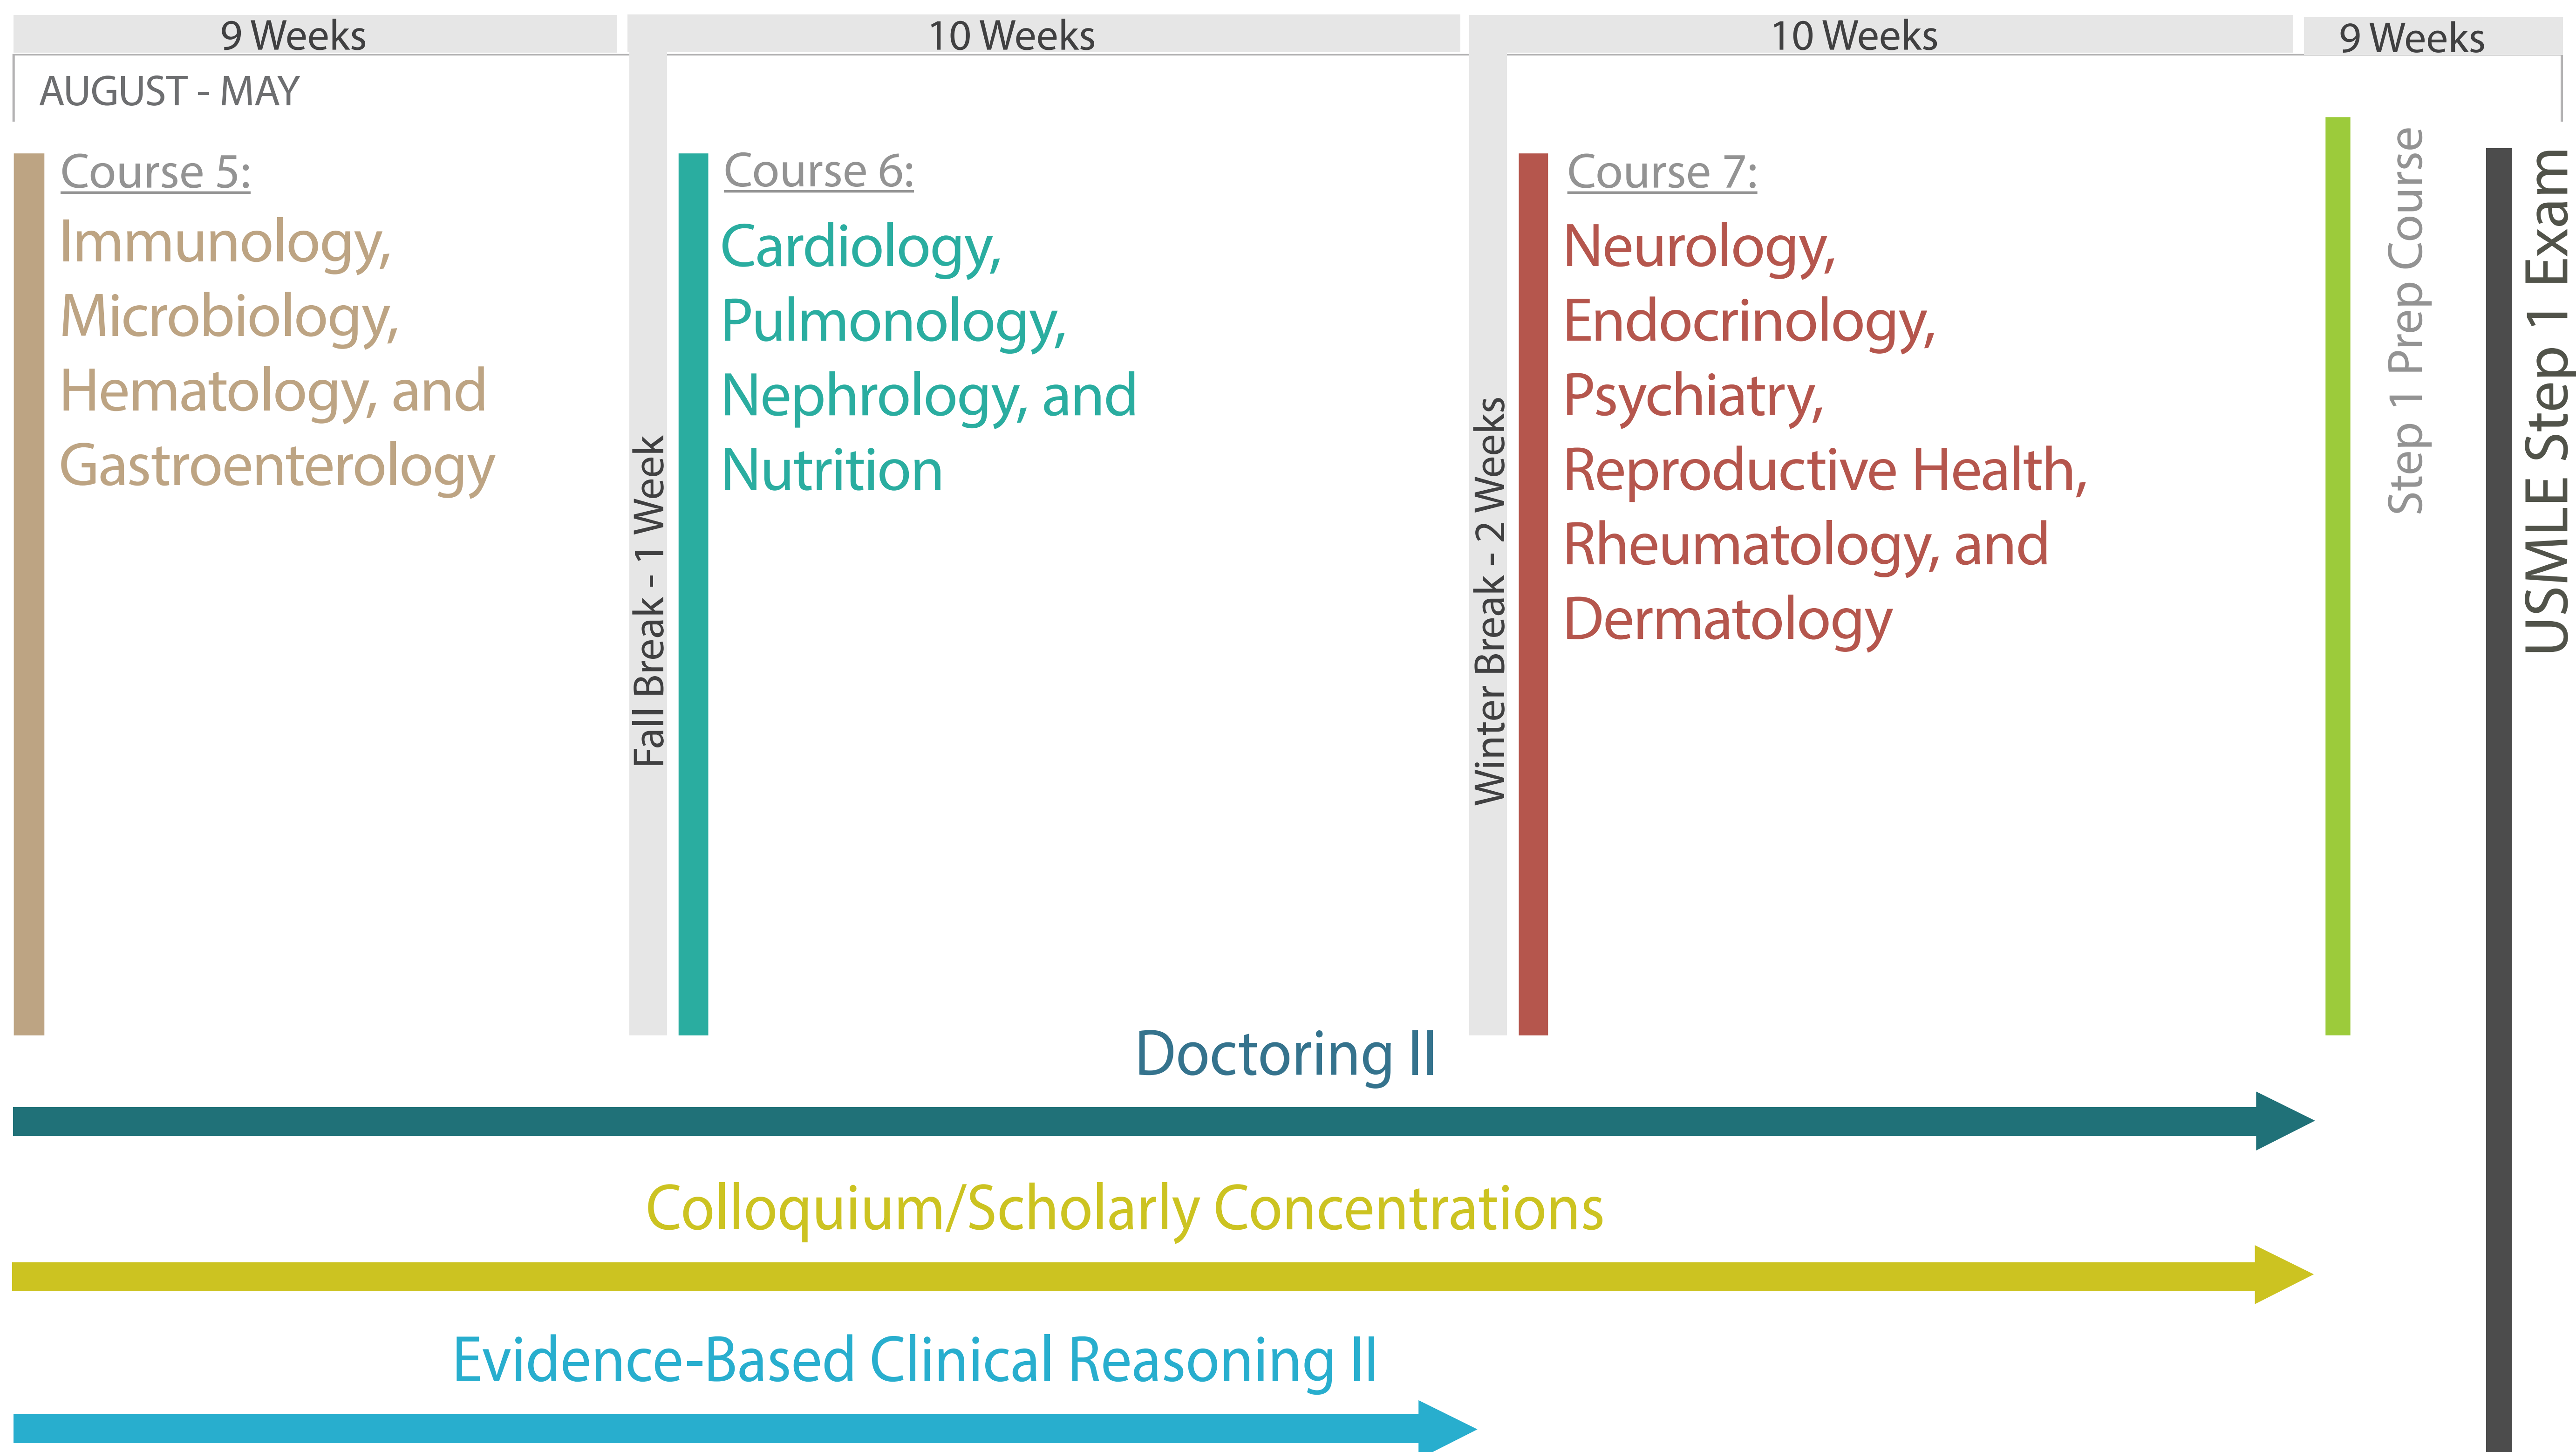 9 Weeks
10 Weeks
10 Weeks
9 Weeks
AUGUST - MAY
Course 5:
Immunology,
Microbiology,
Hematology, and
Gastroenterology
Fall Break - 1 Week
Course 6:
Cardiology,
Pulmonology,
Nephrology, and
Nutrition
Winter Break - 2 Weeks
Course 7:
Neurology,
Endocrinology,
Psychiatry,
Reproductive Health,
Rheumatology, and
Dermatology
Step 1 Prep Course
USMLE Step 1 Exam
Doctoring II
Colloquium/Scholarly Concentrations
Evidence-Based Clinical Reasoning II